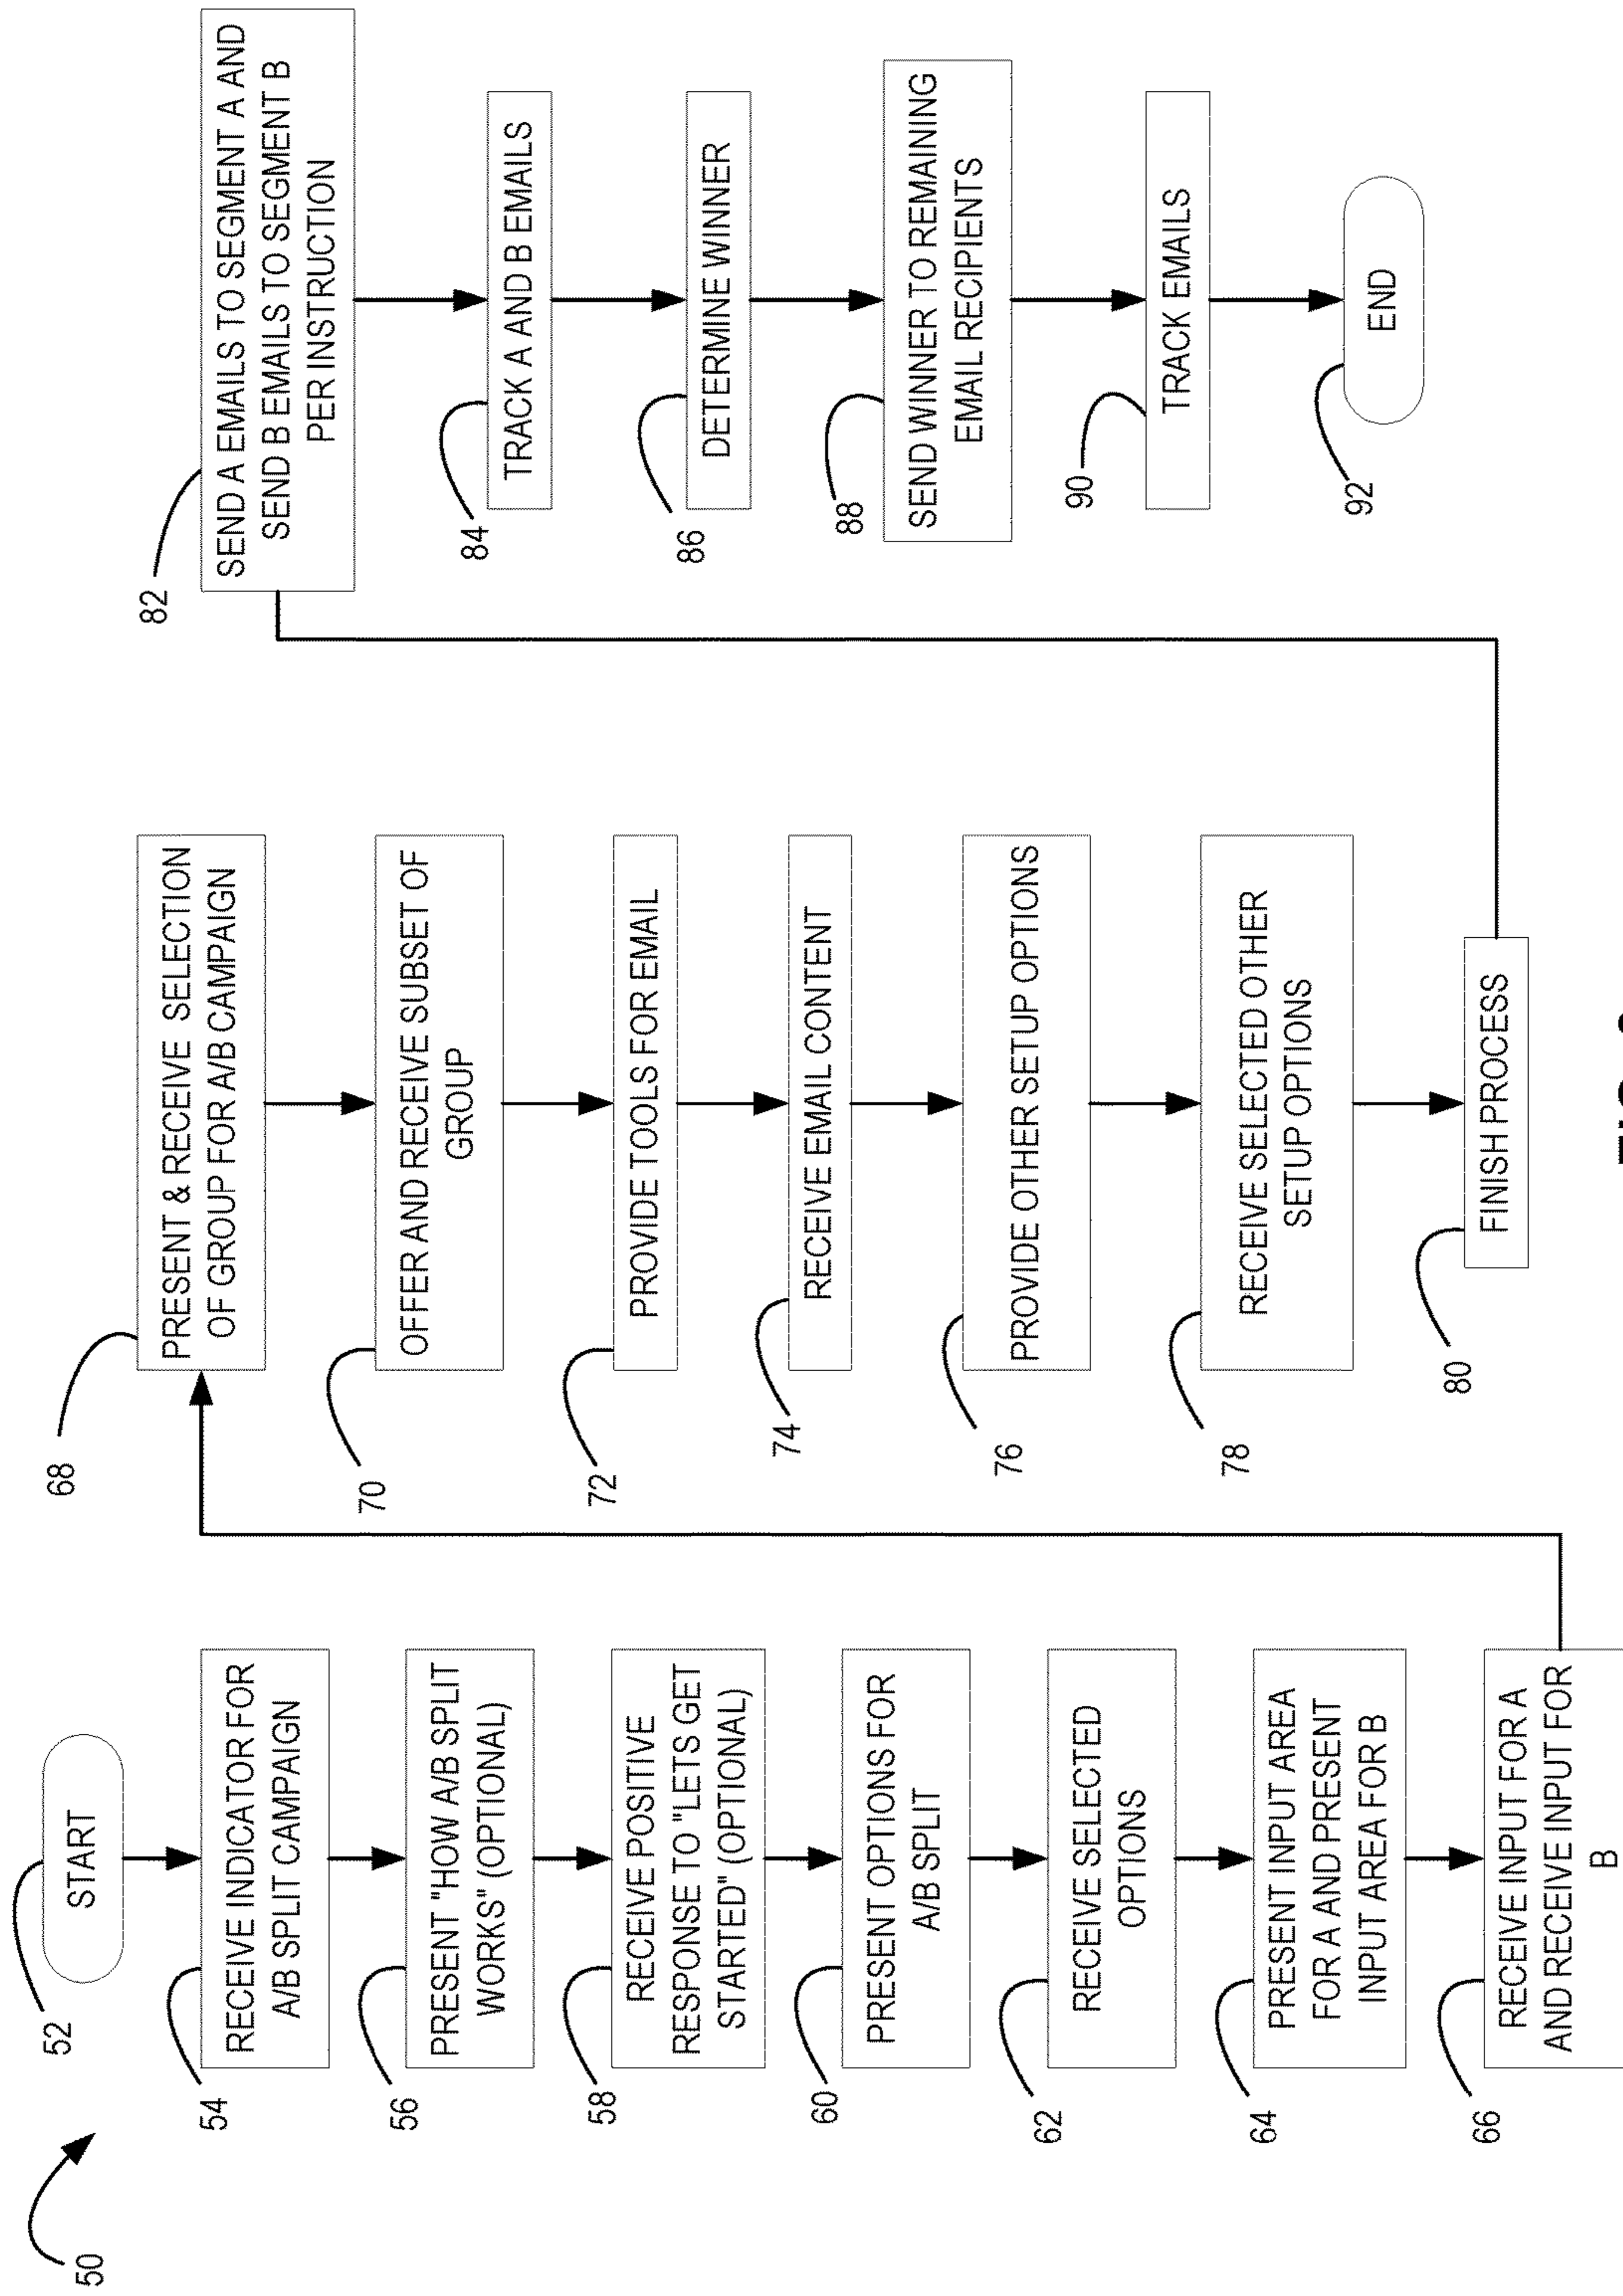 50
52
START
54
RECEIVE INDICATOR FOR
A/B SPLIT CAMPAIGN
56
PRESENT "HOW A/B SPLIT
WORKS" (OPTIONAL)
58
RECEIVE POSITIVE
RESPONSE TO "LETS GET
STARTED" (OPTIONAL)
60
PRESENT OPTIONS FOR
A/B SPLIT
62
RECEIVE SELECTED
OPTIONS
64
PRESENT INPUT AREA
FOR A AND PRESENT
INPUT AREA FOR B
66
RECEIVE INPUT FOR A
AND RECEIVE INPUT FOR
B
68
PRESENT & RECEIVE SELECTION
OF GROUP FOR A/B CAMPAIGN
70
OFFER AND RECEIVE SUBSET OF
GROUP
72
PROVIDE TOOLS FOR EMAIL
74
RECEIVE EMAIL CONTENT
76
PROVIDE OTHER SETUP OPTIONS
78
RECEIVE SELECTED OTHER
SETUP OPTIONS
80
FINISH PROCESS
82
SEND A EMAILS TO SEGMENT A AND
SEND B EMAILS TO SEGMENT B
PER INSTRUCTION
84
TRACK A AND B EMAILS
86
DETERMINE WINNER
88
SEND WINNER TO REMAINING
EMAIL RECIPIENTS
90
TRACK EMAILS
92
END